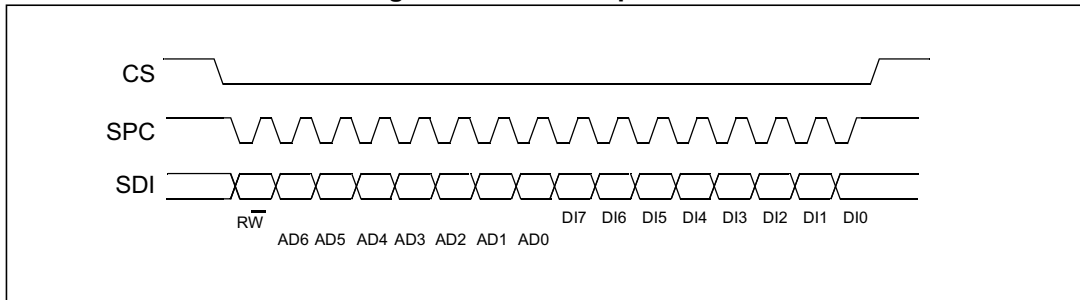 CS
SPC
SDI
RW
DI7 DI6 DI5 DI4 DI3 DI2 DI1 DI0
AD6 AD5 AD4 AD3 AD2 AD1 AD0